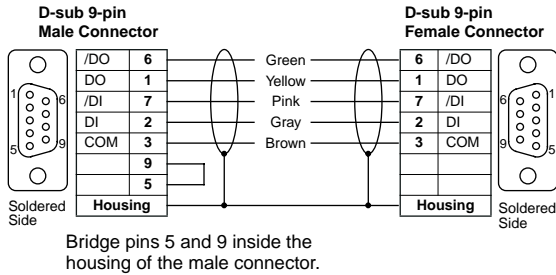 D-sub 9-pin
Male Connector
D-sub 9-pin
Female Connector
/DO 6 Green 6 /DO
DO 1 Yellow 1 DO
/DI 7 Pink 7 /DI
DI 2 Gray 2 DI
COM 3 Brown 3 COM
9
5
Housing Housing
1 6 5 9
6 1 9 5
Soldered
Side
Soldered
Side
Bridge pins 5 and 9 inside the
housing of the male connector.